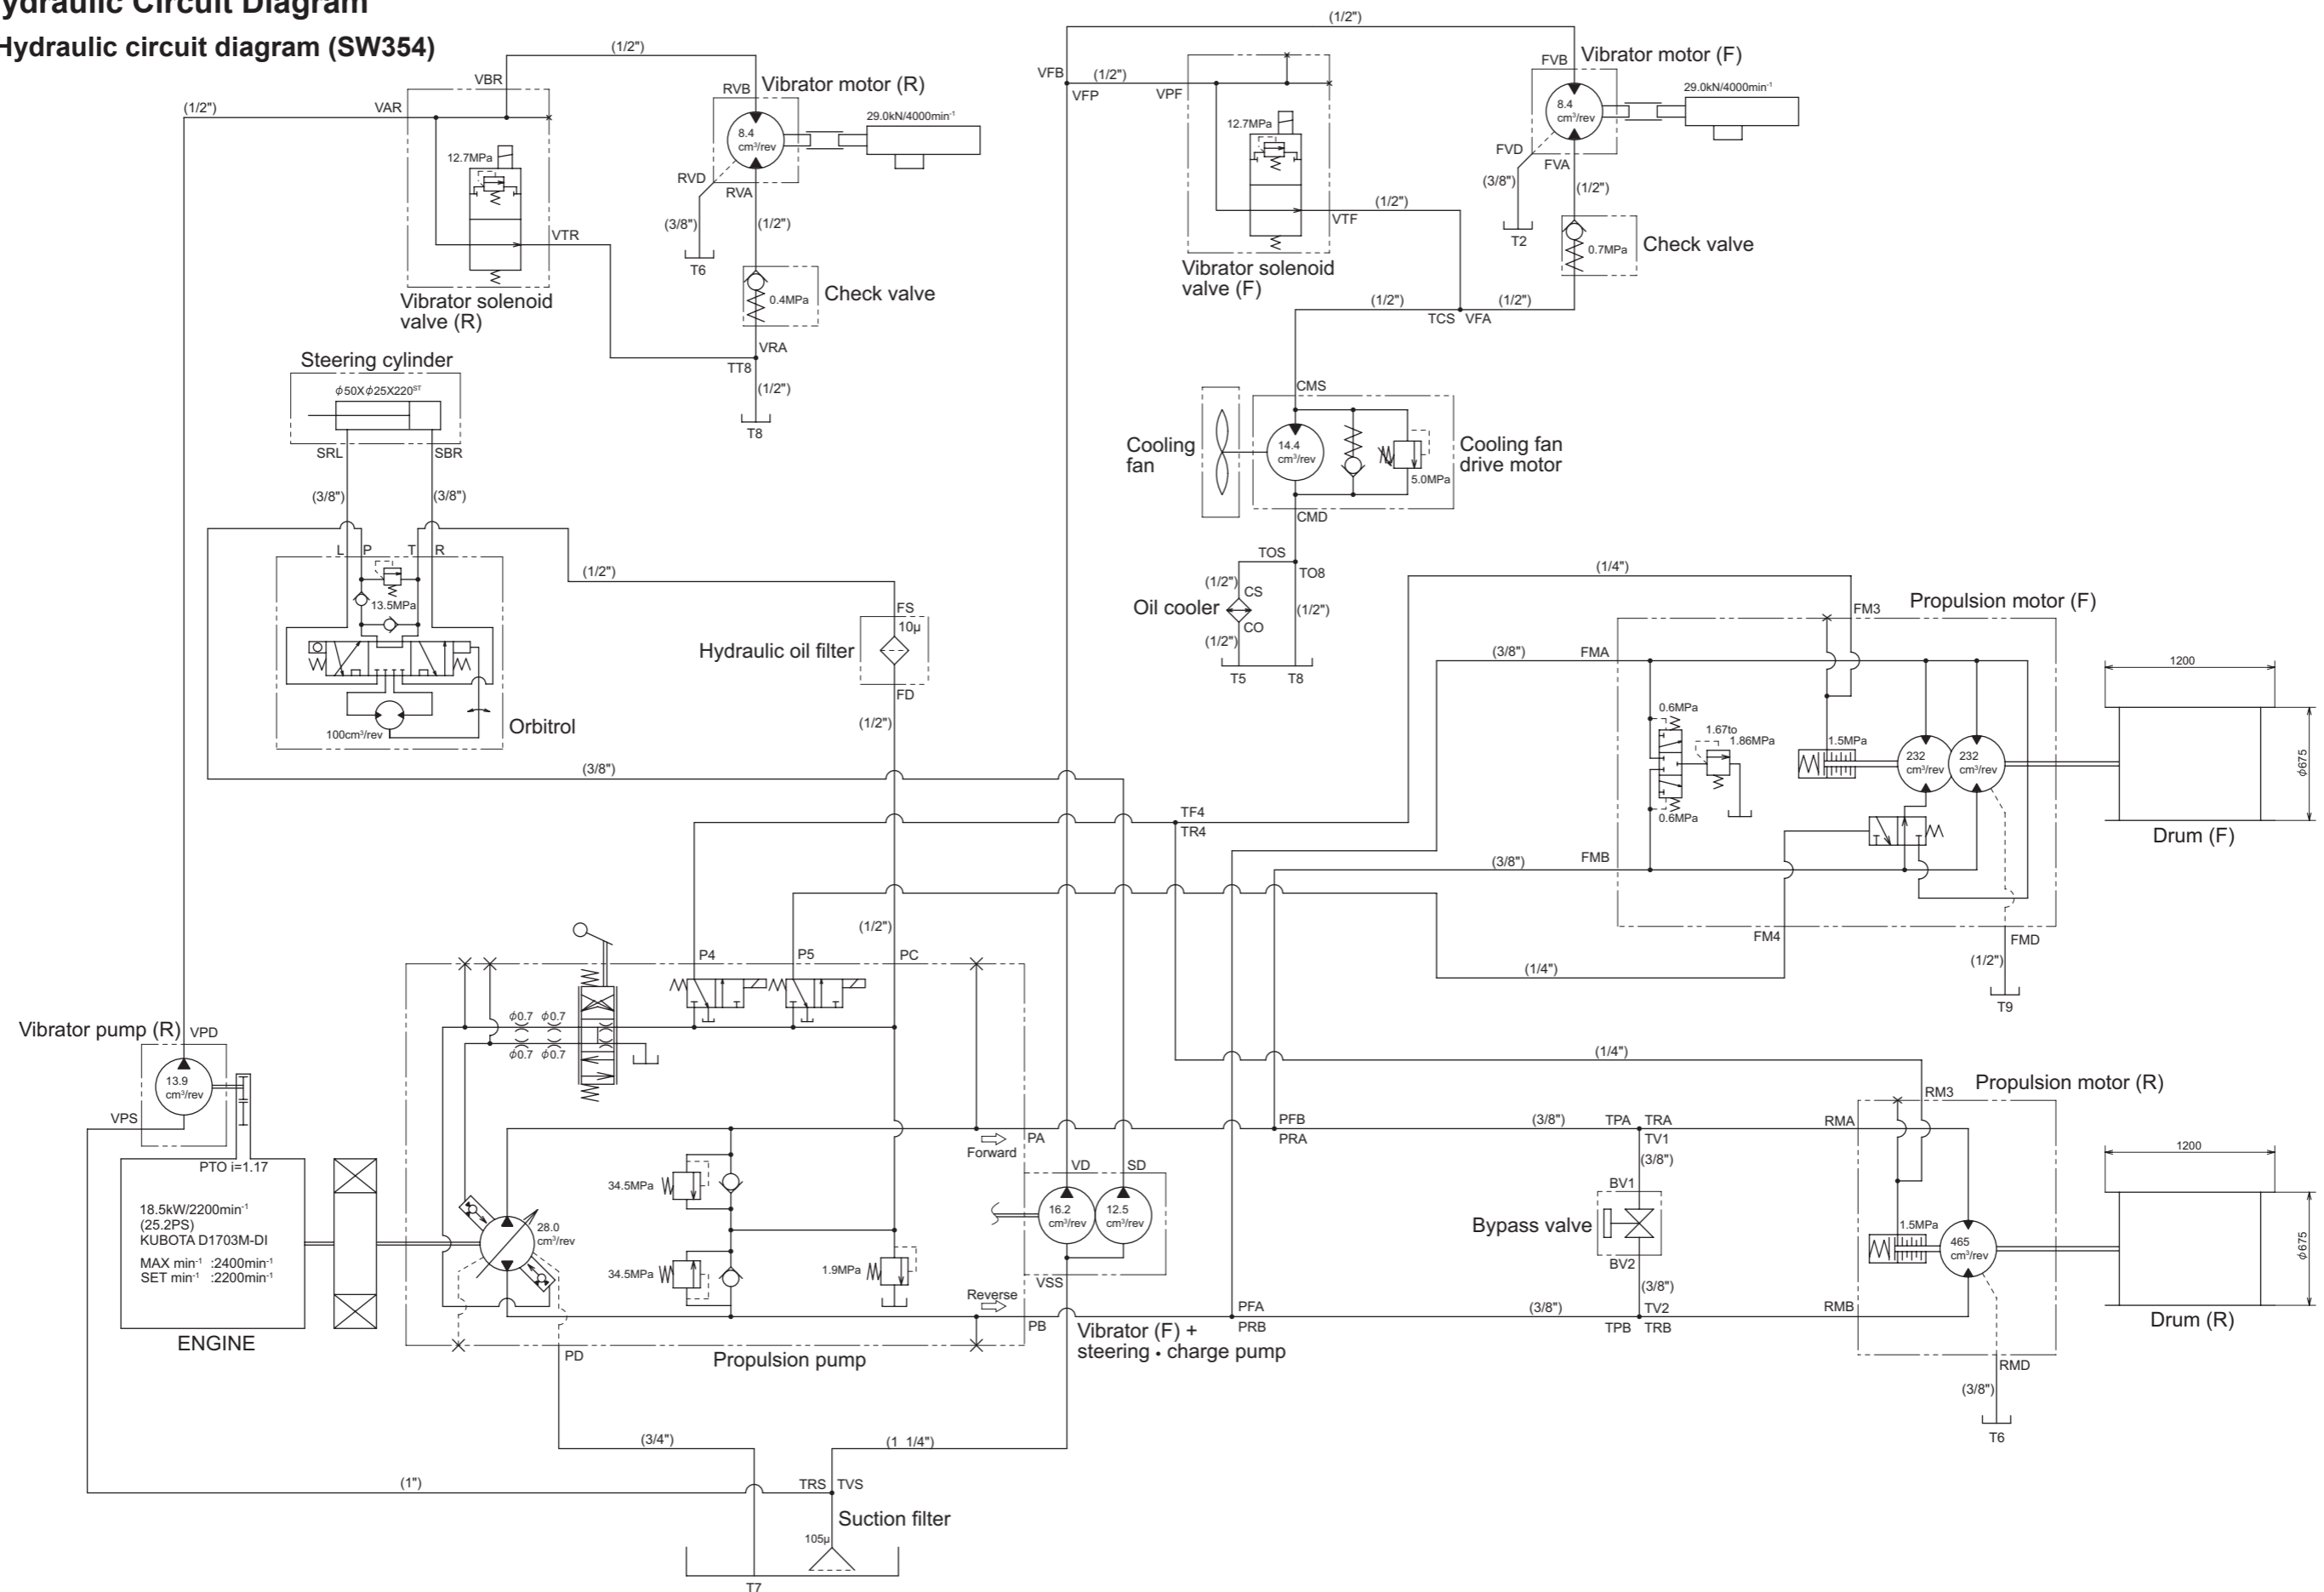 ydraulic Circuit Diagram
Hydraulic circuit diagram (SW354)
(1/2")
VBR
(1/2")
VAR
12.7MPa
VTR
Vibrator solenoid
valve (R)
RVB
Vibrator motor (R)
8.4
cm³/rev
29.0kN/4000min⁻¹
RVD
RVA
(3/8")
(1/2")
T6
0.4MPa
Check valve
VRA
TT8
(1/2")
T8
(1/2")
VFB
(1/2")
VFP
VPF
12.7MPa
(1/2")
VTF
Vibrator solenoid
valve (F)
FVB
Vibrator motor (F)
8.4
cm³/rev
29.0kN/4000min⁻¹
FVD
FVA
(3/8")
(1/2")
T2
0.7MPa
Check valve
(1/2")
(1/2")
TCS
VFA
CMS
Cooling
fan
14.4
cm³/rev
5.0MPa
Cooling fan
drive motor
CMD
TOS
TO8
(1/2")
CS
Oil cooler
(1/2")
CO
(1/2")
T5
T8
Steering cylinder
ϕ50Xϕ25X220ST
SRL
SBR
(3/8")
(3/8")
L
P
T
R
13.5MPa
100cm³/rev
Orbitrol
(1/2")
FS
10μ
Hydraulic oil filter
FD
(1/2")
(3/8")
TF4
TR4
(1/4")
FM3
Propulsion motor (F)
(3/8")
FMA
0.6MPa
1.67to
1.86MPa
0.6MPa
1.5MPa
232
cm³/rev
232
cm³/rev
1200
ϕ675
Drum (F)
(3/8")
FMB
FM4
FMD
(1/4")
(1/2")
T9
(1/2")
P4
P5
PC
ϕ0.7
ϕ0.7
ϕ0.7
ϕ0.7
Vibrator pump (R)
VPD
13.9
cm³/rev
VPS
PTO i=1.17
18.5kW/2200min⁻¹
(25.2PS)
KUBOTA D1703M-DI
MAX min⁻¹ :2400min⁻¹
SET min⁻¹ :2200min⁻¹
ENGINE
28.0
cm³/rev
34.5MPa
34.5MPa
1.9MPa
Forward
PA
Reverse
PB
PD
Propulsion pump
VD
SD
16.2
cm³/rev
12.5
cm³/rev
VSS
Vibrator (F) +
steering • charge pump
PFB
PRA
PFA
PRB
(1/4")
(3/8")
TPA
TRA
TV1
(3/8")
BV1
Bypass valve
BV2
(3/8")
(3/8")
TV2
TPB
TRB
RM3
Propulsion motor (R)
RMA
1.5MPa
465
cm³/rev
RMB
RMD
(3/8")
T6
1200
ϕ675
Drum (R)
(3/4")
(1 1/4")
(1")
TRS
TVS
Suction filter
105μ
T7